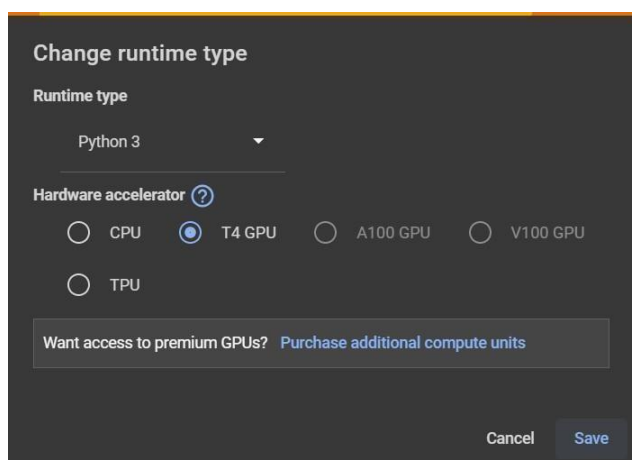 Change runtime type
Runtime type
Python 3
Hardware accelerator ?
CPU T4 GPU A100 GPU V100 GPU
TPU
Want access to premium GPUs? Purchase additional compute units
Cancel Save